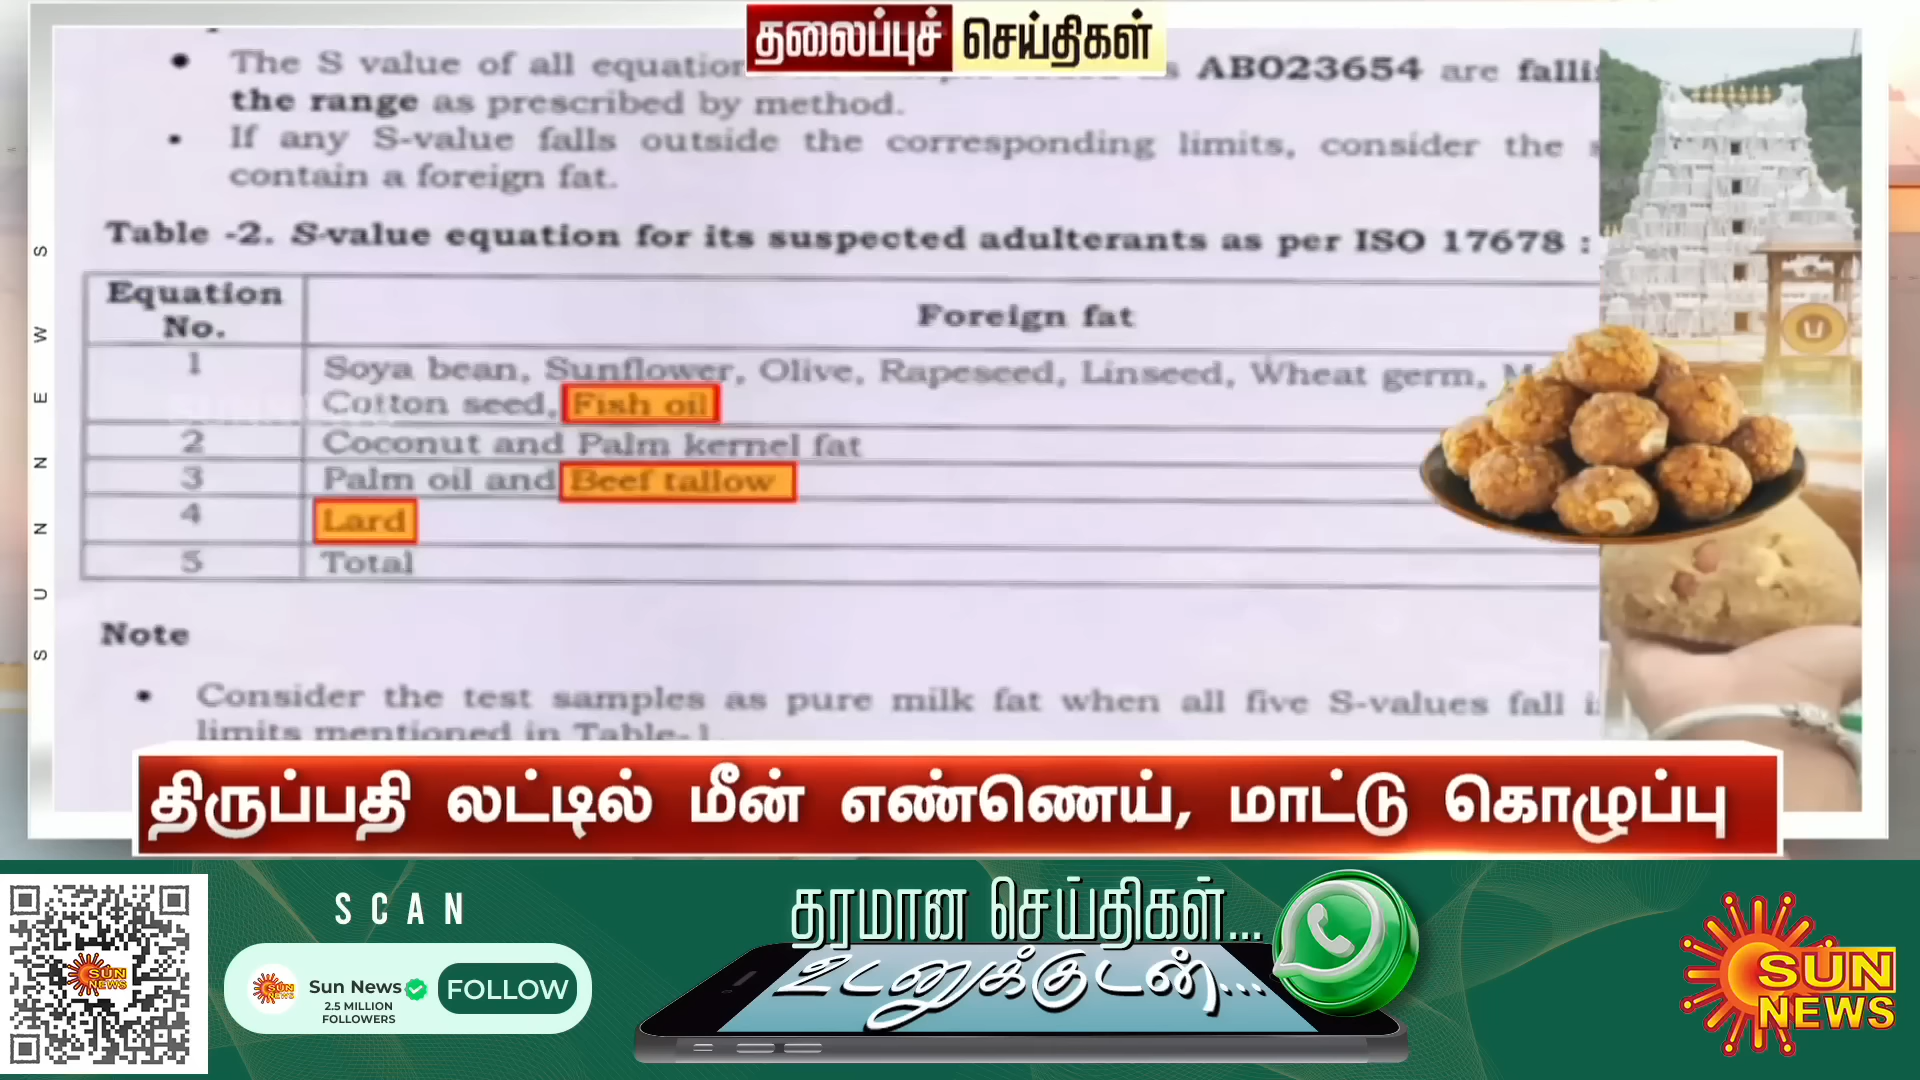 தலைப்புச் செய்திகள்
The S value of all equation AB023654 are
the range as prescribed by method.
If any S-value falls outside the corresponding limits, consider the
contain a foreign fat.
Table -2. S-value equation for its suspected adulterants as per ISO 17678 :
Equation No.
Foreign fat
1
Soya bean, Sunflower, Olive, Rapeseed, Linseed, Wheat germ,
Cotton seed, Fish oil
2 Coconut and Palm kernel fat
3 Palm oil and Beef tallow
4 Lard
5 Total
Note
Consider the test samples as pure milk fat when all five S-values fall
limits mentioned in Table-1.
SUN NEWS
திருப்பதி லட்டில் மீன் எண்ணெய், மாட்டு கொழுப்பு
SCAN
Sun News
2.5 MILLION
FOLLOWERS
FOLLOW
தரமான செய்திகள்...
உடனுக்குடன்...
SUN
NEWS